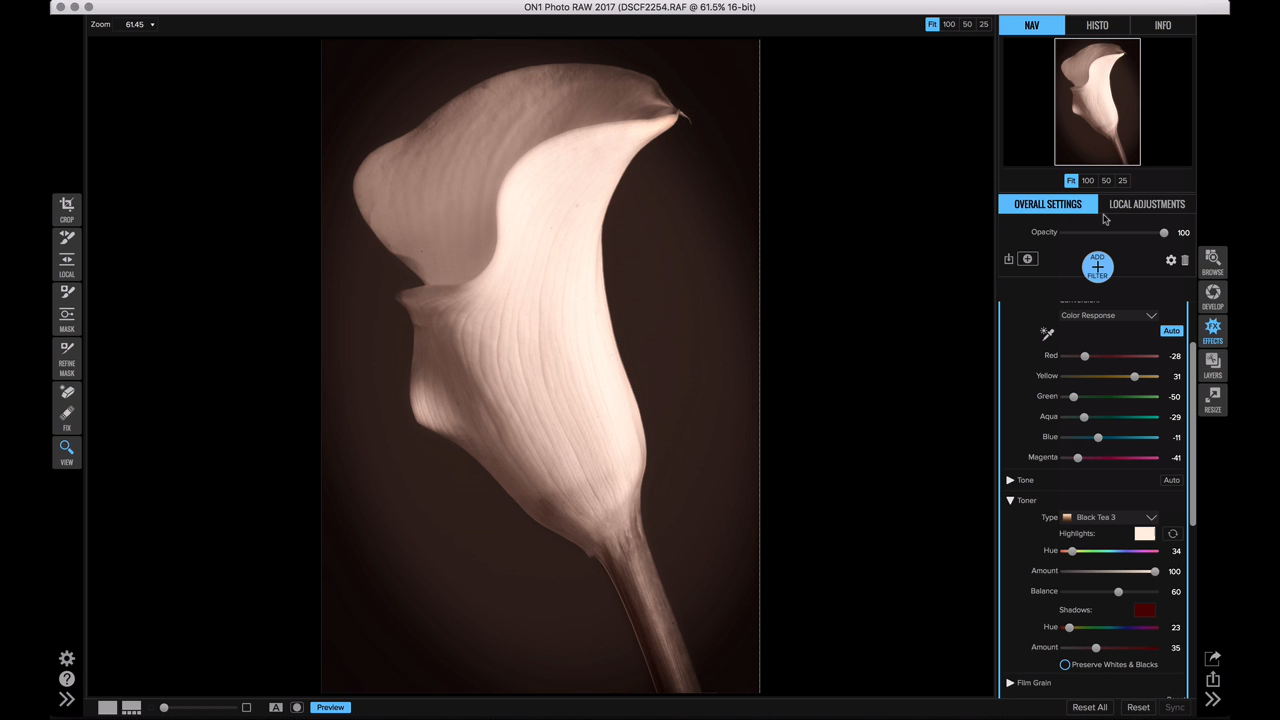 ON1 Photo RAW 2017 (DSCF2254.RAF @ 61.5% 16-bit)
Zoom 61.45
Fit 100 50 25
NAV HISTO INFO
Fit 100 50 25
OVERALL SETTINGS LOCAL ADJUSTMENTS
Opacity 100
ADD
FILTER
Color Response
Auto
Red -28
Yellow 31
Green -50
Aqua -29
Blue -11
Magenta -41
Tone Auto
Toner
Type Black Tea 3
Highlights:
Hue 34
Amount 100
Balance 60
Shadows:
Hue 23
Amount 35
Preserve Whites & Blacks
Film Grain
CROP
LOCAL
MASK
REFINE
MASK
FIX
VIEW
BROWSE
DEVELOP
EFFECTS
LAYERS
RESIZE
A
Preview
Reset All Reset Sync